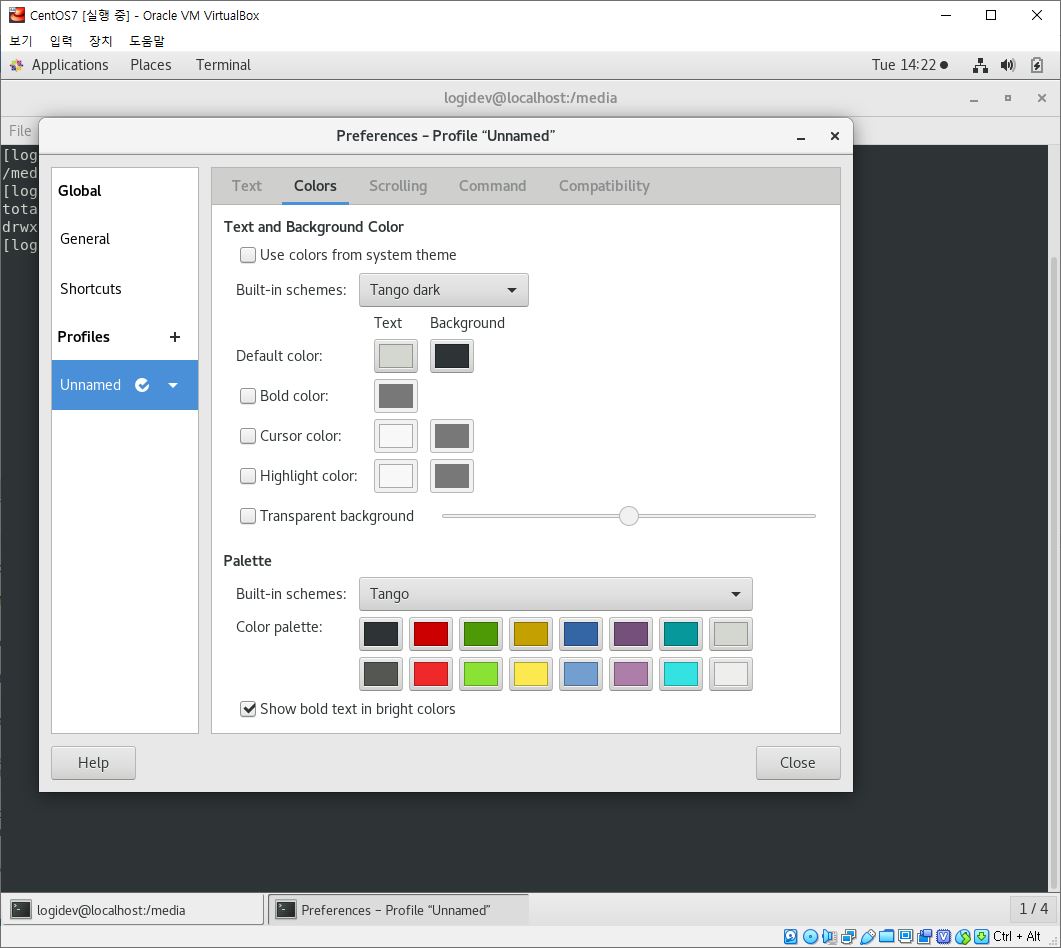 CentOS7 [실행 중] - Oracle VM VirtualBox
보기 입력 장치 도움말
Applications Places Terminal Tue 14:22
logidev@localhost:/media
File
Preferences – Profile “Unnamed”
[log
/med
[log
tota
drwx
[log
Global
General
Shortcuts
Profiles +
Unnamed
Text Colors Scrolling Command Compatibility
Text and Background Color
Use colors from system theme
Built-in schemes: Tango dark
Text Background
Default color:
Bold color:
Cursor color:
Highlight color:
Transparent background
Palette
Built-in schemes: Tango
Color palette:
Show bold text in bright colors
Help Close
logidev@localhost:/media Preferences – Profile “Unnamed” 1 / 4
Ctrl + Alt